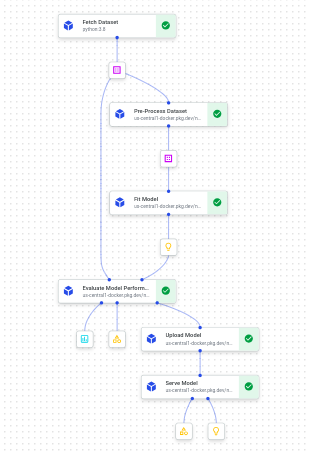 Fetch Dataset
python:3.8
Pre-Process Dataset
us-central1-docker.pkg.dev/n...
Fit Model
us-central1-docker.pkg.dev/n...
Evaluate Model Perform...
us-central1-docker.pkg.dev/n...
Upload Model
us-central1-docker.pkg.dev/n...
Serve Model
us-central1-docker.pkg.dev/n...